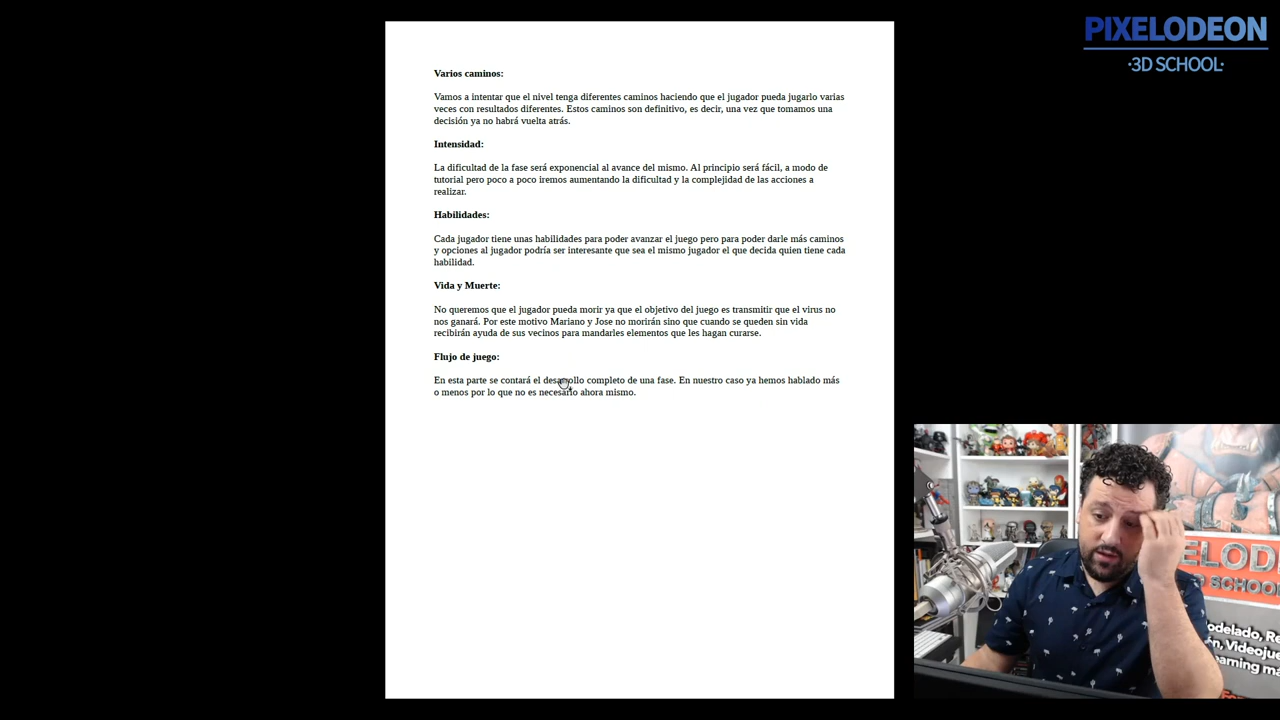 PIXELODEON
·3D SCHOOL·
Varios caminos:
Vamos a intentar que el nivel tenga diferentes caminos haciendo que el jugador pueda jugarlo varias
veces con resultados diferentes. Estos caminos son definitivo, es decir, una vez que tomamos una
decisión ya no habrá vuelta atrás.
Intensidad:
La dificultad de la fase será exponencial al avance del mismo. Al principio será fácil, a modo de
tutorial pero poco a poco iremos aumentando la dificultad y la complejidad de las acciones a
realizar.
Habilidades:
Cada jugador tiene unas habilidades para poder avanzar el juego pero para poder darle más caminos
y opciones al jugador podría ser interesante que sea el mismo jugador el que decida quien tiene cada
habilidad.
Vida y Muerte:
No queremos que el jugador pueda morir ya que el objetivo del juego es transmitir que el virus no
nos ganará. Por este motivo Mariano y Jose no morirán sino que cuando se queden sin vida
recibirán ayuda de sus vecinos para mandarles elementos que les hagan curarse.
Flujo de juego:
En esta parte se contará el desarrollo completo de una fase. En nuestro caso ya hemos hablado más
o menos por lo que no es necesario ahora mismo.
SCHOOL